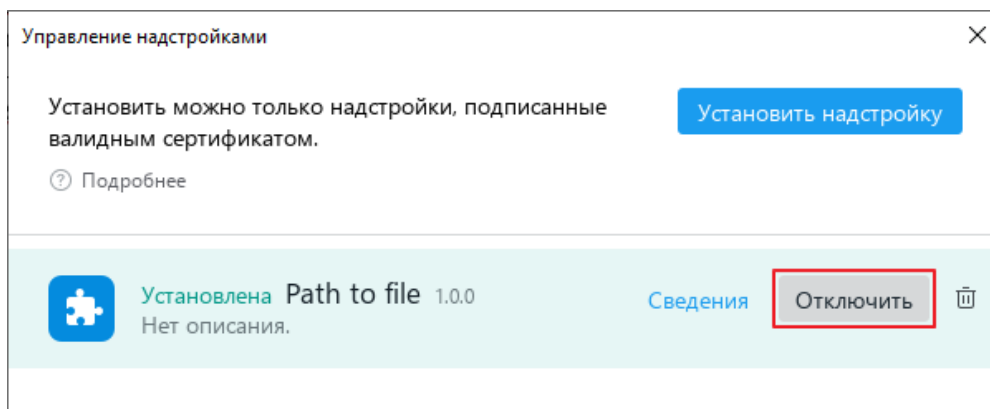 Управление надстройками
Установить можно только надстройки, подписанные
валидным сертификатом.
Установить надстройку
? Подробнее
Установлена Path to file 1.0.0
Нет описания.
Сведения
Отключить